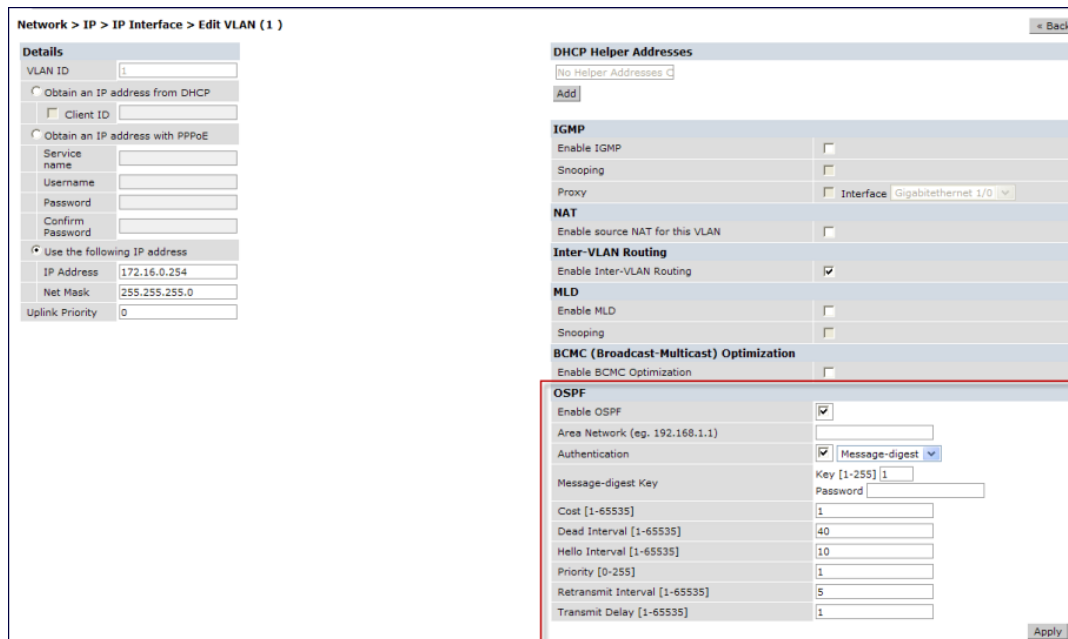 Network > IP > IP Interface > Edit VLAN (1 )
« Back
Details
VLAN ID 1
Obtain an IP address from DHCP
Client ID
Obtain an IP address with PPPoE
Service name
Username
Password
Confirm Password
Use the following IP address
IP Address 172.16.0.254
Net Mask 255.255.255.0
Uplink Priority 0
DHCP Helper Addresses
No Helper Addresses C
Add
IGMP
Enable IGMP
Snooping
Proxy Interface Gigabitethernet 1/0
NAT
Enable source NAT for this VLAN
Inter-VLAN Routing
Enable Inter-VLAN Routing
MLD
Enable MLD
Snooping
BCMC (Broadcast-Multicast) Optimization
Enable BCMC Optimization
OSPF
Enable OSPF
Area Network (eg. 192.168.1.1)
Authentication Message-digest
Message-digest Key Key [1-255] 1
Password
Cost [1-65535] 1
Dead Interval [1-65535] 40
Hello Interval [1-65535] 10
Priority [0-255] 1
Retransmit Interval [1-65535] 5
Transmit Delay [1-65535] 1
Apply